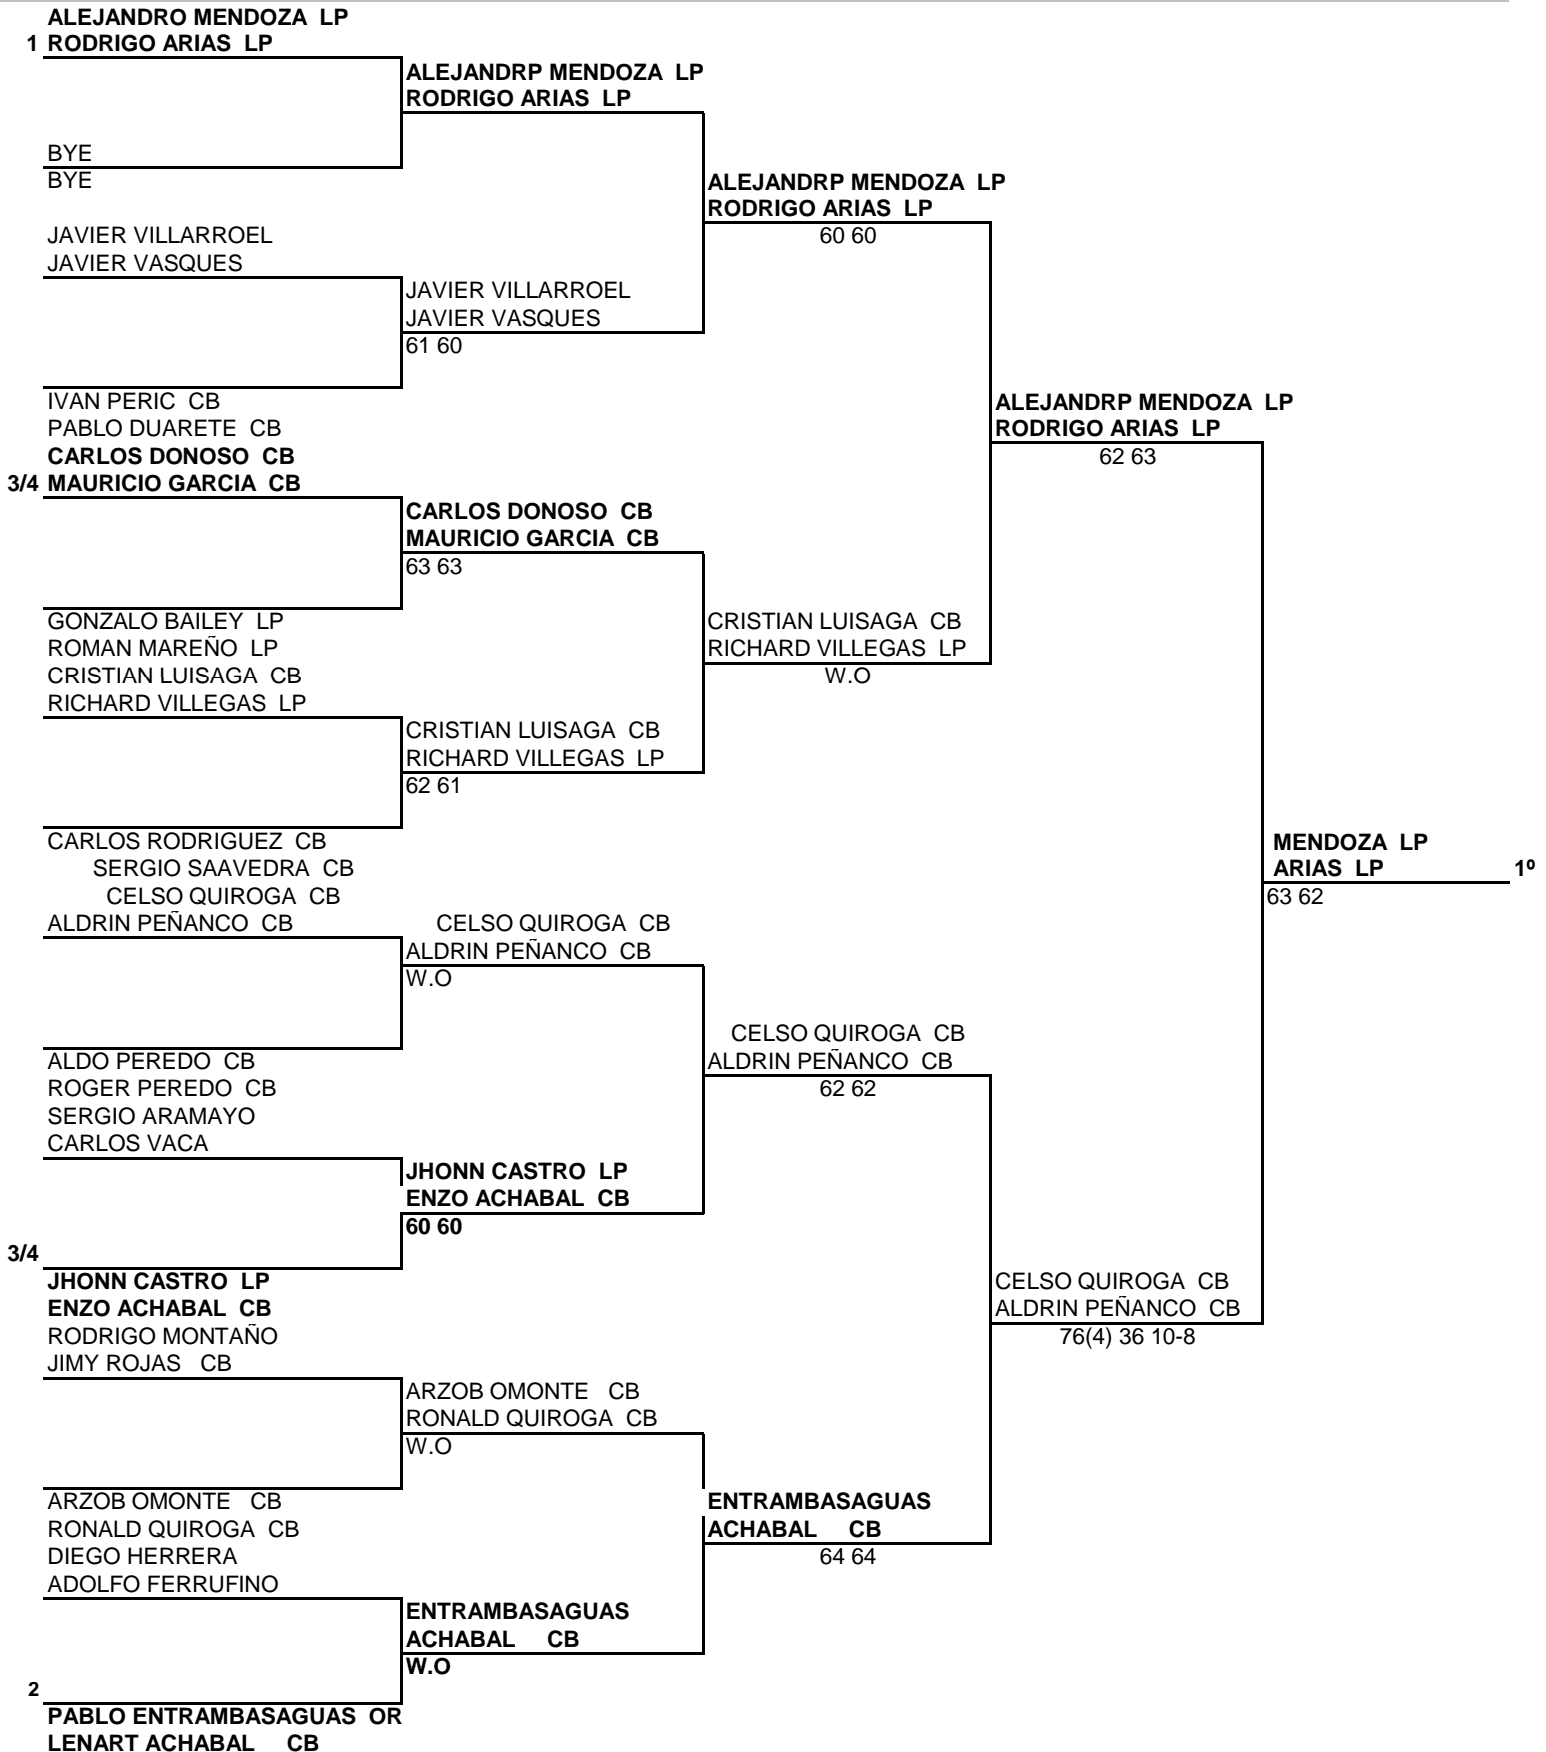 ALEJANDRO MENDOZA LP
1 RODRIGO ARIAS LP
ALEJANDRP MENDOZA LP
RODRIGO ARIAS LP
BYE
BYE
ALEJANDRP MENDOZA LP
RODRIGO ARIAS LP
60 60
JAVIER VILLARROEL
JAVIER VASQUES
JAVIER VILLARROEL
JAVIER VASQUES
61 60
IVAN PERIC CB
PABLO DUARETE CB
ALEJANDRP MENDOZA LP
RODRIGO ARIAS LP
62 63
CARLOS DONOSO CB
3/4 MAURICIO GARCIA CB
CARLOS DONOSO CB
MAURICIO GARCIA CB
63 63
GONZALO BAILEY LP
ROMAN MAREÑO LP
CRISTIAN LUISAGA CB
RICHARD VILLEGAS LP
W.O
CRISTIAN LUISAGA CB
RICHARD VILLEGAS LP
CRISTIAN LUISAGA CB
RICHARD VILLEGAS LP
62 61
CARLOS RODRIGUEZ CB
SERGIO SAAVEDRA CB
MENDOZA LP
ARIAS LP 1º
63 62
CELSO QUIROGA CB
ALDRIN PEÑANCO CB
CELSO QUIROGA CB
ALDRIN PEÑANCO CB
W.O
CELSO QUIROGA CB
ALDRIN PEÑANCO CB
62 62
ALDO PEREDO CB
ROGER PEREDO CB
SERGIO ARAMAYO
CARLOS VACA
JHONN CASTRO LP
ENZO ACHABAL CB
60 60
3/4
JHONN CASTRO LP
ENZO ACHABAL CB
CELSO QUIROGA CB
ALDRIN PEÑANCO CB
76(4) 36 10-8
RODRIGO MONTAÑO
JIMY ROJAS CB
ARZOB OMONTE CB
RONALD QUIROGA CB
W.O
ARZOB OMONTE CB
RONALD QUIROGA CB
ENTRAMBASAGUAS
ACHABAL CB
64 64
DIEGO HERRERA
ADOLFO FERRUFINO
ENTRAMBASAGUAS
ACHABAL CB
W.O
2
PABLO ENTRAMBASAGUAS OR
LENART ACHABAL CB